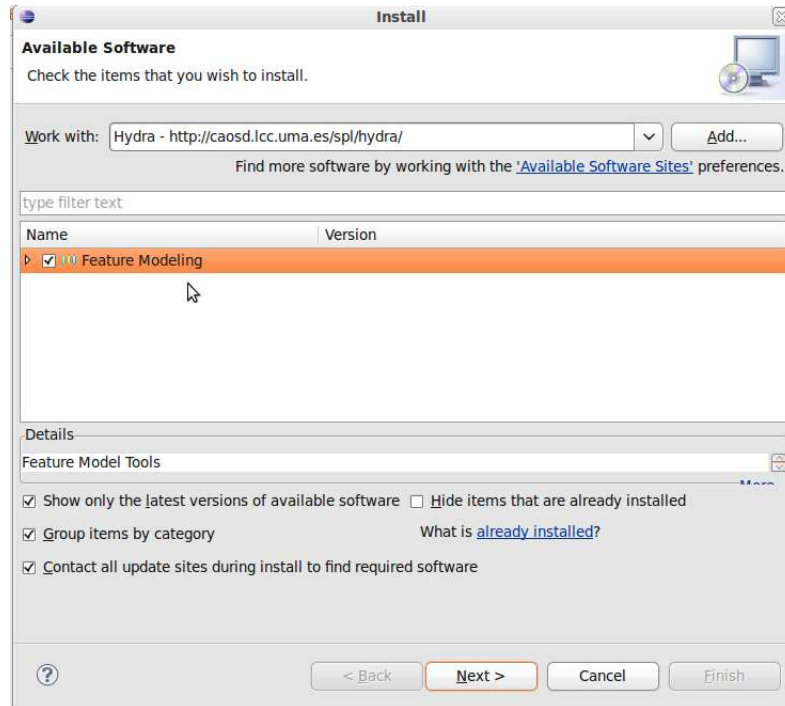 Install
Available Software
Check the items that you wish to install.
Work with: Hydra - http://caosd.lcc.uma.es/spl/hydra/ Add...
Find more software by working with the 'Available Software Sites' preferences.
type filter text
Name Version
Feature Modeling
Details
Feature Model Tools
More
Show only the latest versions of available software Hide items that are already installed
Group items by category What is already installed?
Contact all update sites during install to find required software
? < Back Next > Cancel Finish